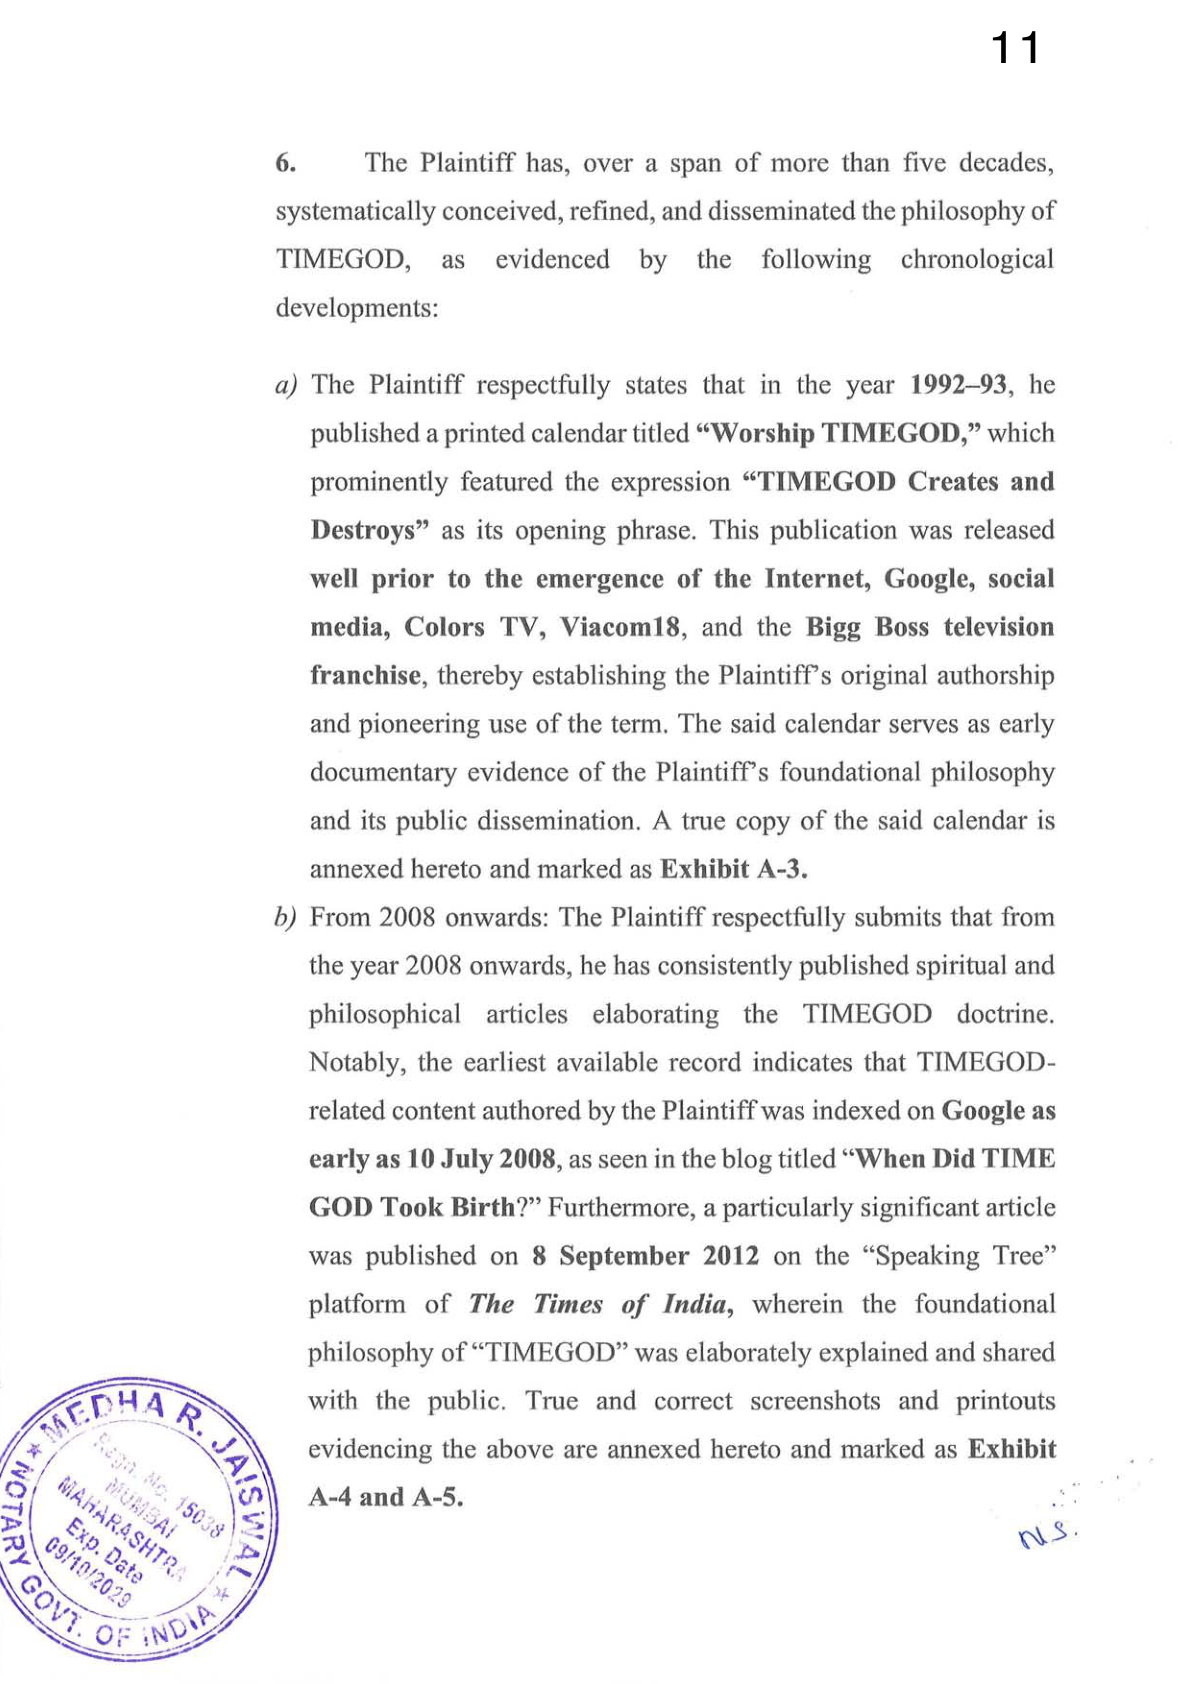 11
6. The Plaintiff has, over a span of more than five decades,
systematically conceived, refined, and disseminated the philosophy of
TIMEGOD, as evidenced by the following chronological
developments:
a) The Plaintiff respectfully states that in the year 1992–93, he
published a printed calendar titled “Worship TIMEGOD,” which
prominently featured the expression “TIMEGOD Creates and
Destroys” as its opening phrase. This publication was released
well prior to the emergence of the Internet, Google, social
media, Colors TV, Viacom18, and the Bigg Boss television
franchise, thereby establishing the Plaintiff’s original authorship
and pioneering use of the term. The said calendar serves as early
documentary evidence of the Plaintiff’s foundational philosophy
and its public dissemination. A true copy of the said calendar is
annexed hereto and marked as Exhibit A-3.
b) From 2008 onwards: The Plaintiff respectfully submits that from
the year 2008 onwards, he has consistently published spiritual and
philosophical articles elaborating the TIMEGOD doctrine.
Notably, the earliest available record indicates that TIMEGOD-
related content authored by the Plaintiff was indexed on Google as
early as 10 July 2008, as seen in the blog titled “When Did TIME
GOD Took Birth?” Furthermore, a particularly significant article
was published on 8 September 2012 on the “Speaking Tree”
platform of The Times of India, wherein the foundational
philosophy of “TIMEGOD” was elaborately explained and shared
with the public. True and correct screenshots and printouts
evidencing the above are annexed hereto and marked as Exhibit
A-4 and A-5.
N.S.
MEDHA R. JAISWAL
NOTARY GOVT. OF INDIA
Regn. No. 15038
MUMBAI
MAHARASHTRA
Exp. Date
09/10/2029